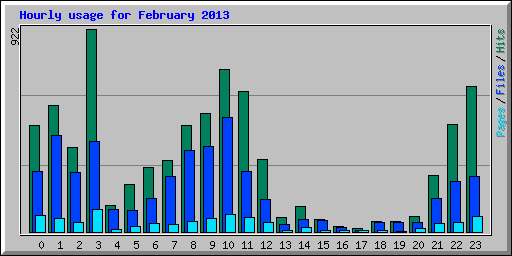 Hourly usage for February 2013
922
Pages/Files/Hits
0 1 2 3 4 5 6 7 8 9 10 11 12 13 14 15 16 17 18 19 20 21 22 23